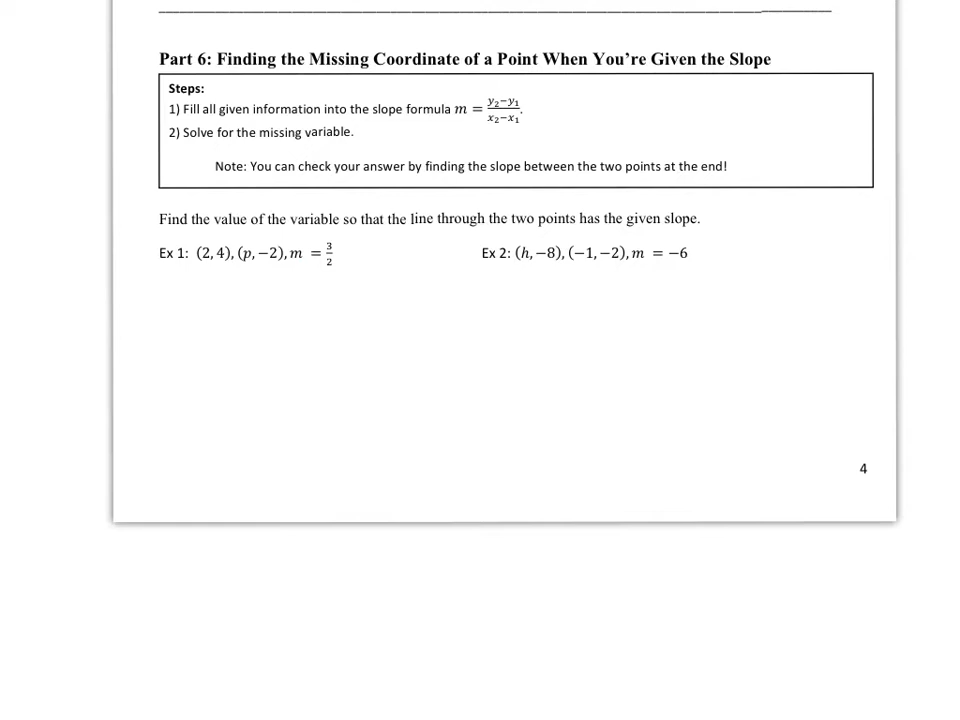 Part 6: Finding the Missing Coordinate of a Point When You’re Given the Slope
Steps:
1) Fill all given information into the slope formula m = y₂−y₁/x₂−x₁.
2) Solve for the missing variable.
Note: You can check your answer by finding the slope between the two points at the end!
Find the value of the variable so that the line through the two points has the given slope.
Ex 1: (2, 4), (p, −2), m = 3/2
Ex 2: (h, −8), (−1, −2), m = −6
4